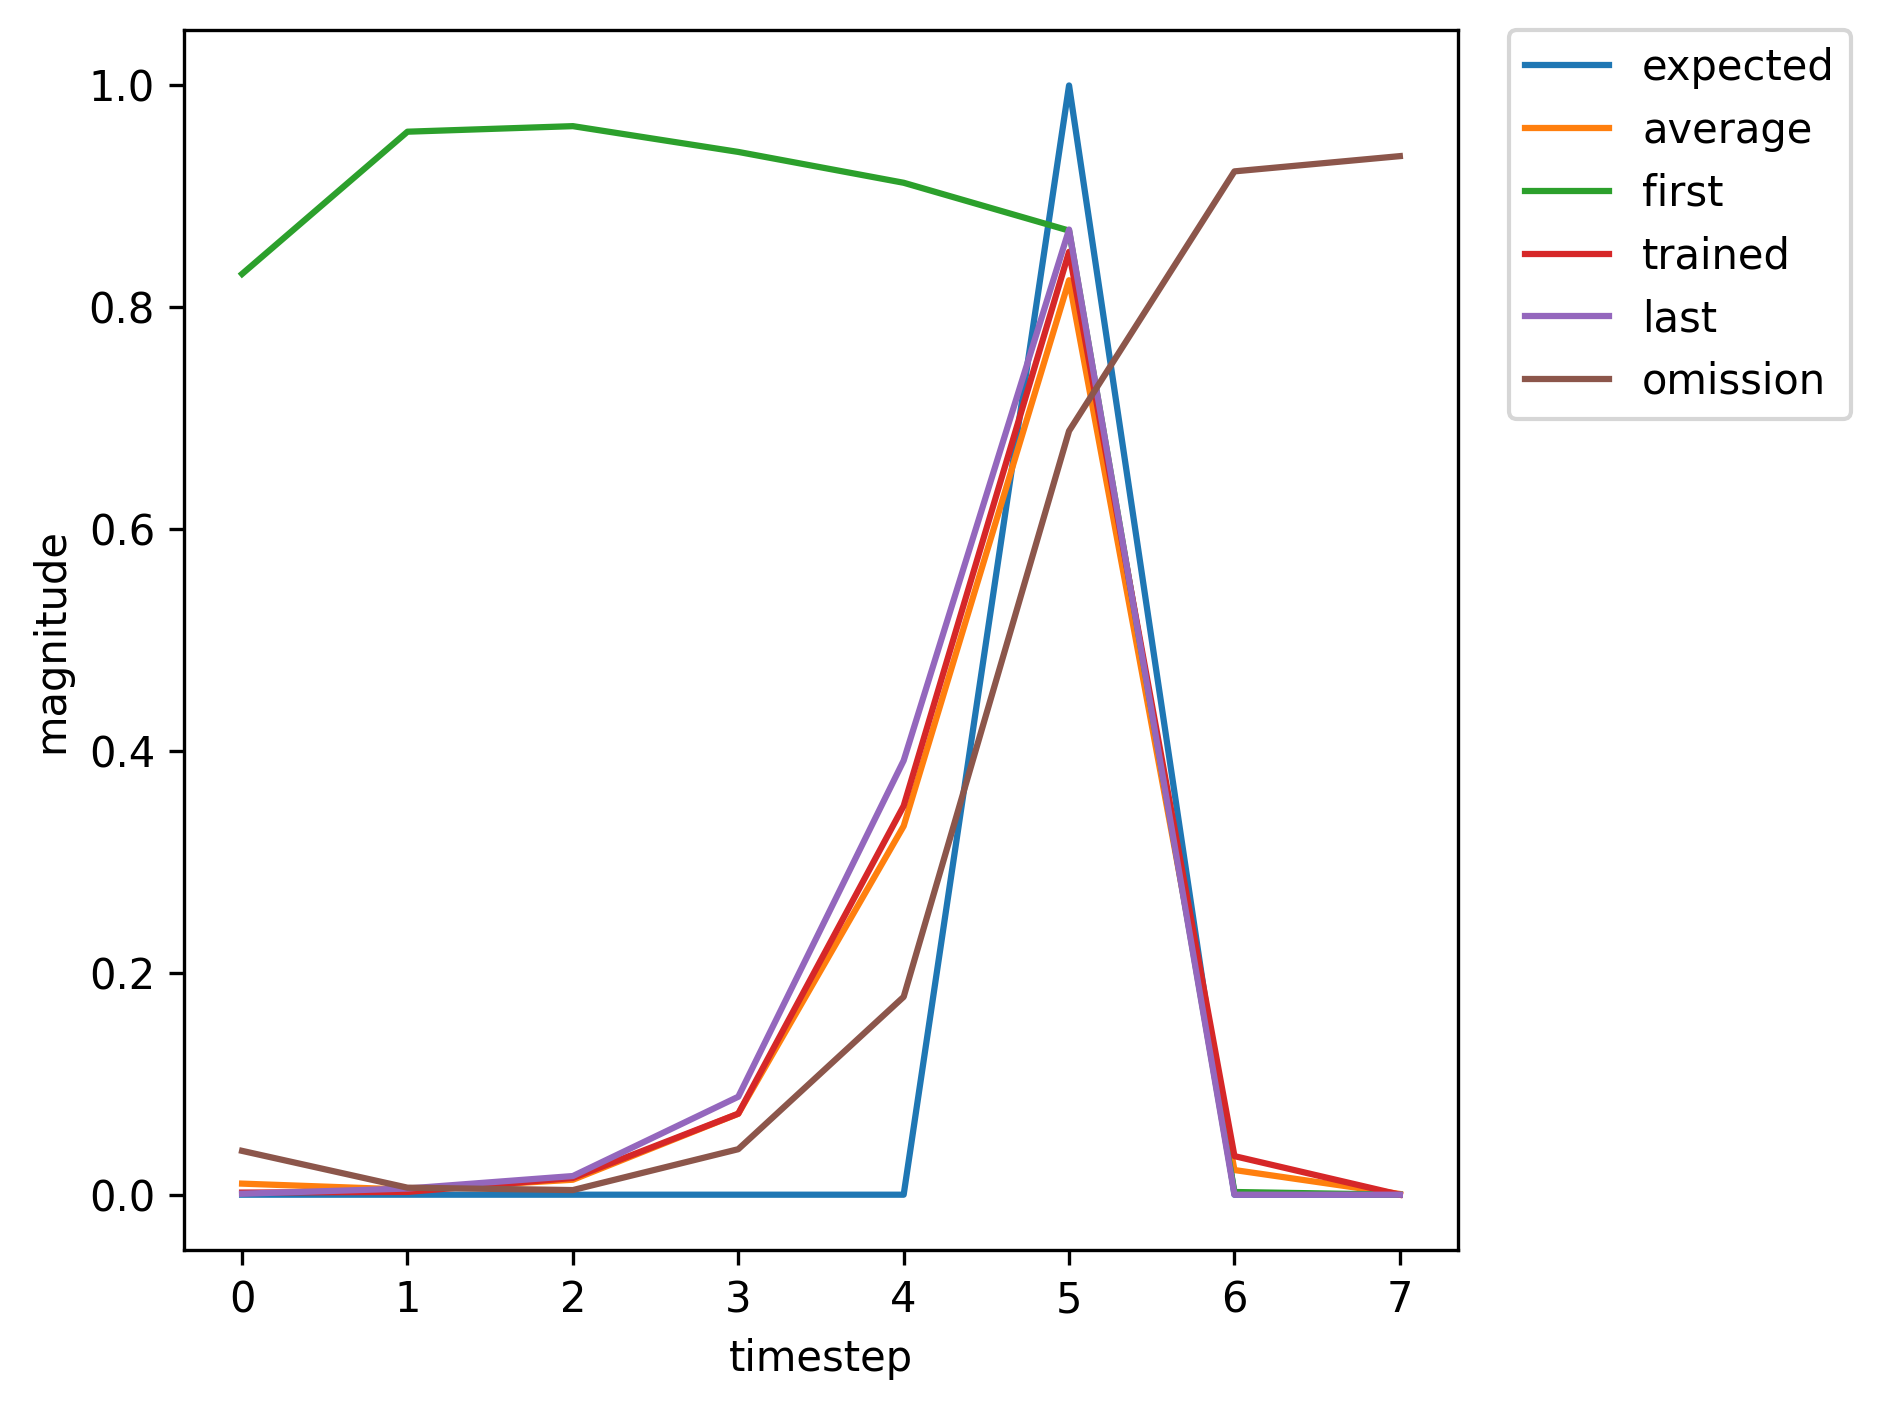 1.0
0.8
0.6
0.4
0.2
0.0
magnitude
0 1 2 3 4 5 6 7
timestep
expected
average
first
trained
last
omission